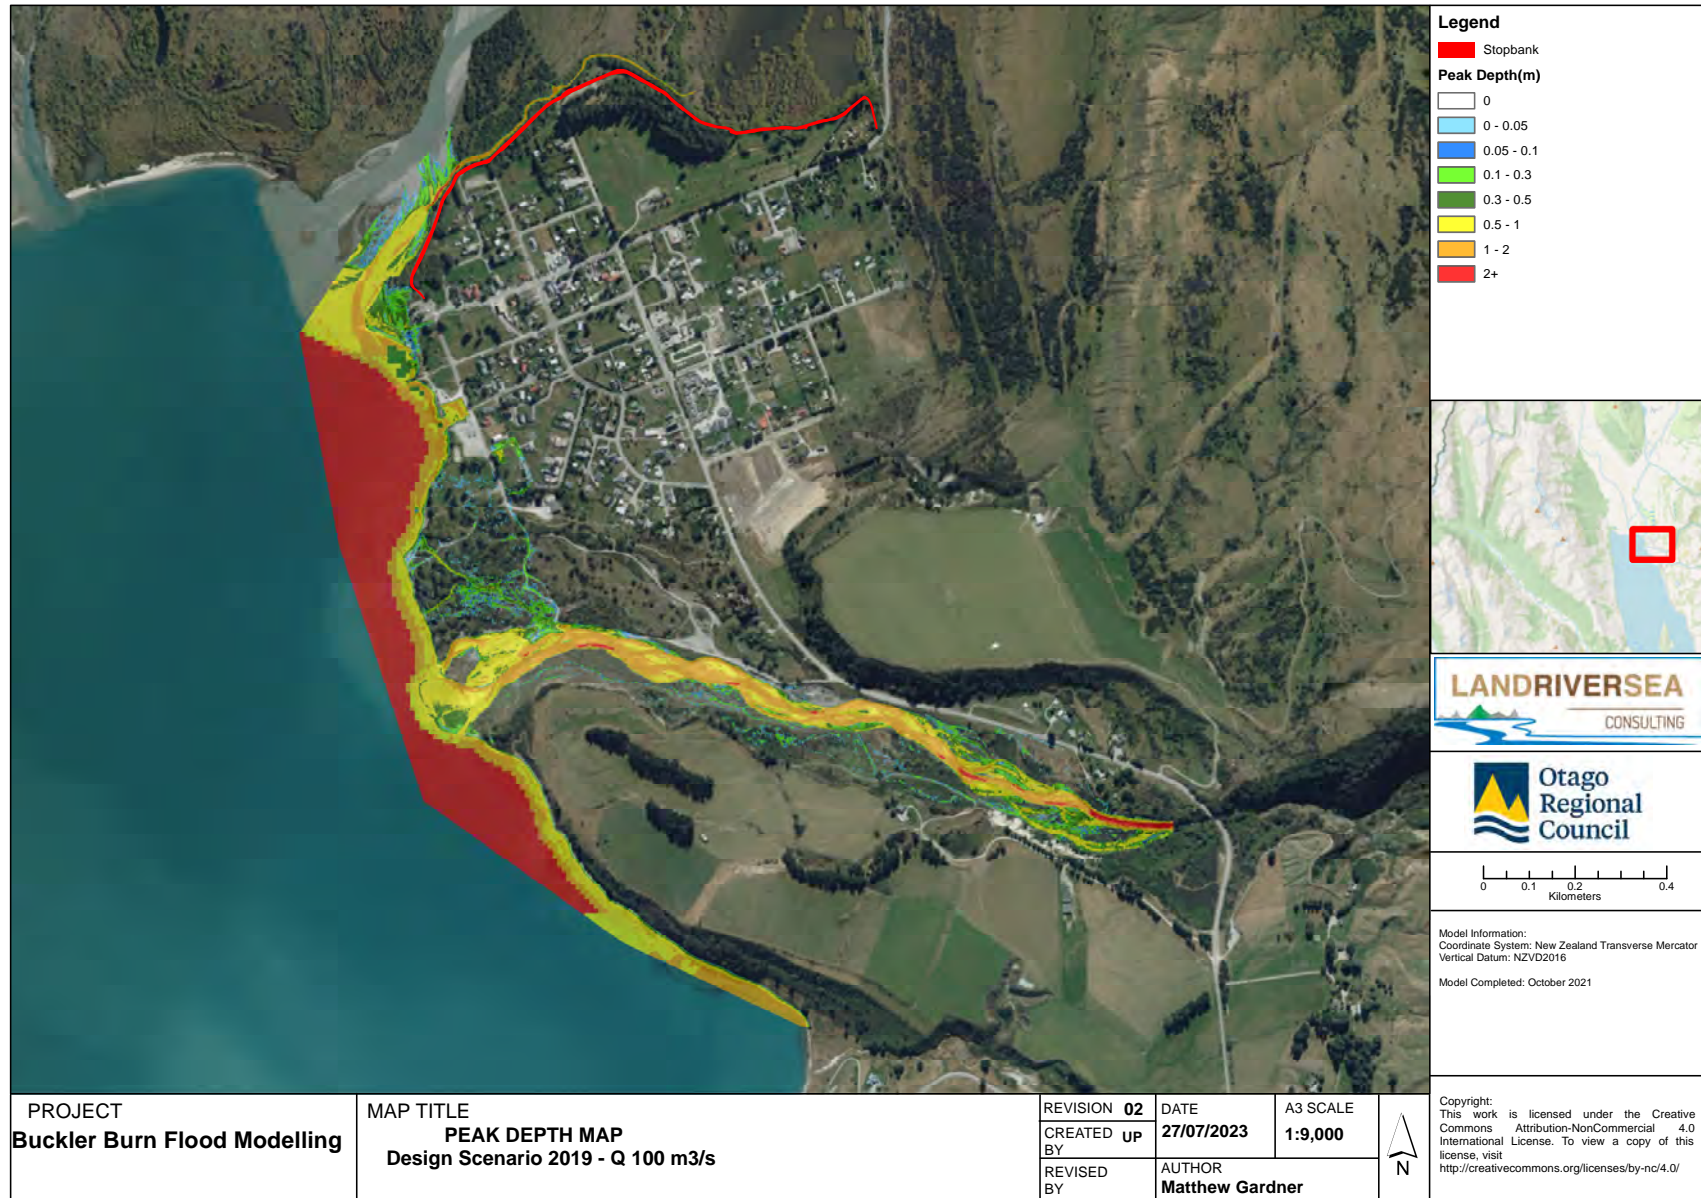 Legend
Stopbank
Peak Depth(m)
0
0 - 0.05
0.05 - 0.1
0.1 - 0.3
0.3 - 0.5
0.5 - 1
1 - 2
2+
LANDRIVERSEA
CONSULTING
Otago
Regional
Council
0 0.1 0.2 0.4
Kilometers
Model Information:
Coordinate System: New Zealand Transverse Mercator
Vertical Datum: NZVD2016
Model Completed: October 2021
Copyright:
This work is licensed under the Creative
Commons Attribution-NonCommercial 4.0
International License. To view a copy of this
license, visit
http://creativecommons.org/licenses/by-nc/4.0/
PROJECT
Buckler Burn Flood Modelling
MAP TITLE
PEAK DEPTH MAP
Design Scenario 2019 - Q 100 m3/s
REVISION 02
CREATED BY UP
REVISED
BY
DATE
27/07/2023
A3 SCALE
1:9,000
AUTHOR
Matthew Gardner
N